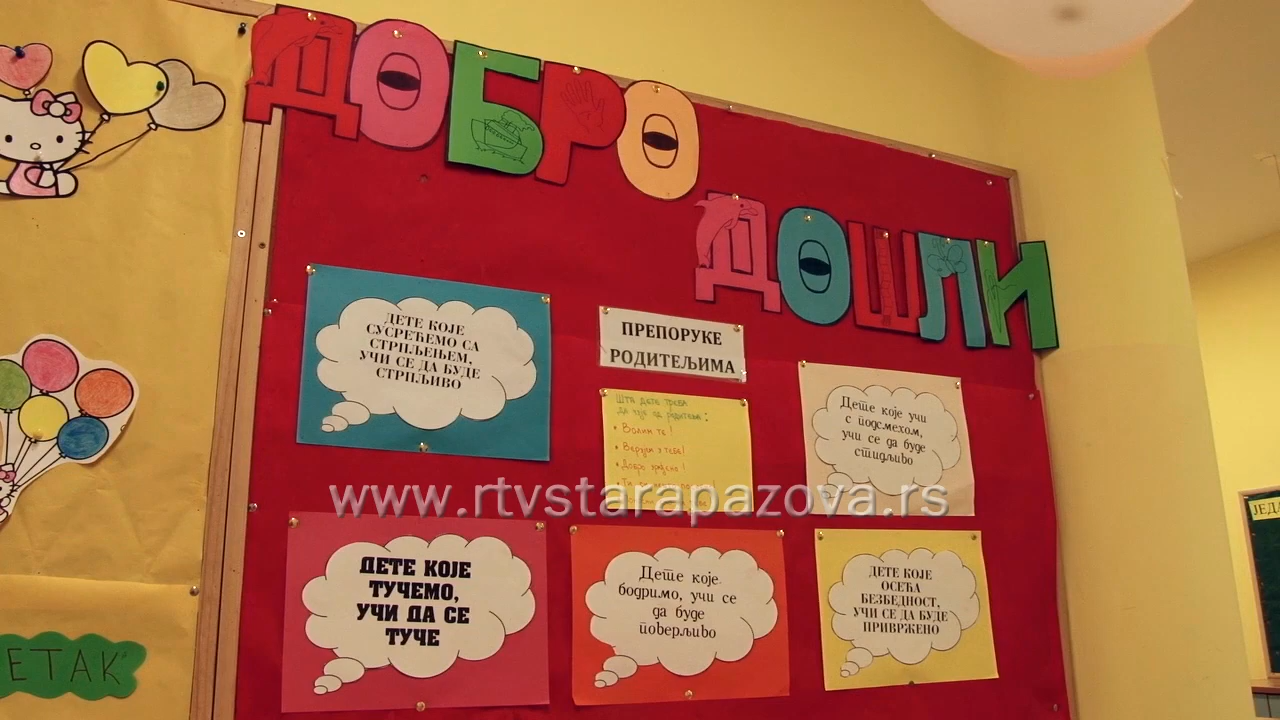 ДОБРО
ДОШЛИ
ДЕТЕ КОЈЕ
СУСРЕЋЕМО СА
СТРПЉЕЊЕМ,
УЧИ СЕ ДА БУДЕ
СТРПЉИВО
ПРЕПОРУКЕ
РОДИТЕЉИМА
ШТА ДЕТЕ ТРЕБА
ДА ЧУЈЕ ОД РОДИТЕЉА:
• Волим те!
• Верујем у тебе!
• Добро урађено!
Дете које учи
с подсмехом,
учи се да буде
стидљиво
www.rtvstarapazova.rs
ДЕТЕ КОЈЕ
ТУЧЕМО,
УЧИ ДА СЕ
ТУЧЕ
Дете које
бодримо, учи се
да буде
поверљиво
ДЕТЕ КОЈЕ
ОСЕЋА
БЕЗБЕДНОСТ,
УЧИ СЕ ДА БУДЕ
ПРИВРЖЕНО